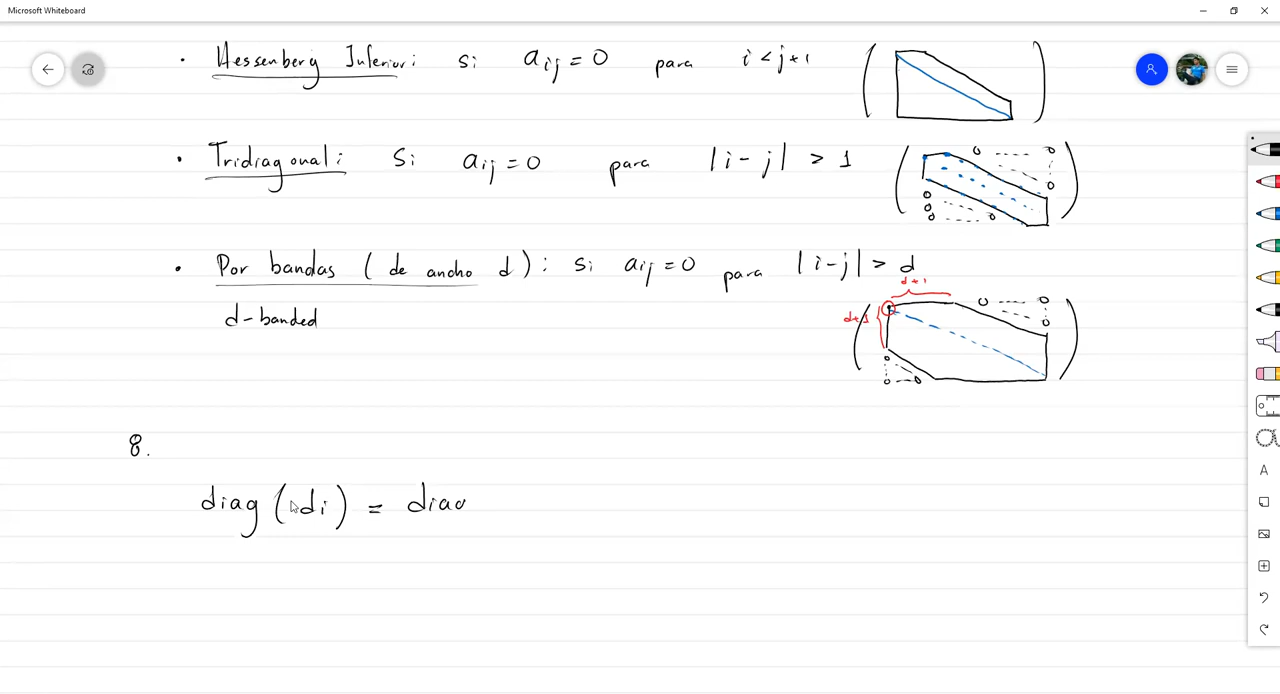 Microsoft Whiteboard
• Hessenberg Inferior: si aij = 0 para i < j+1
• Tridiagonal: Si aij = 0 para |i - j| > 1
• Por bandas (de ancho d): si aij = 0 para |i-j| > d
d-banded
d+1
d+1
8.
diag (di) = diag